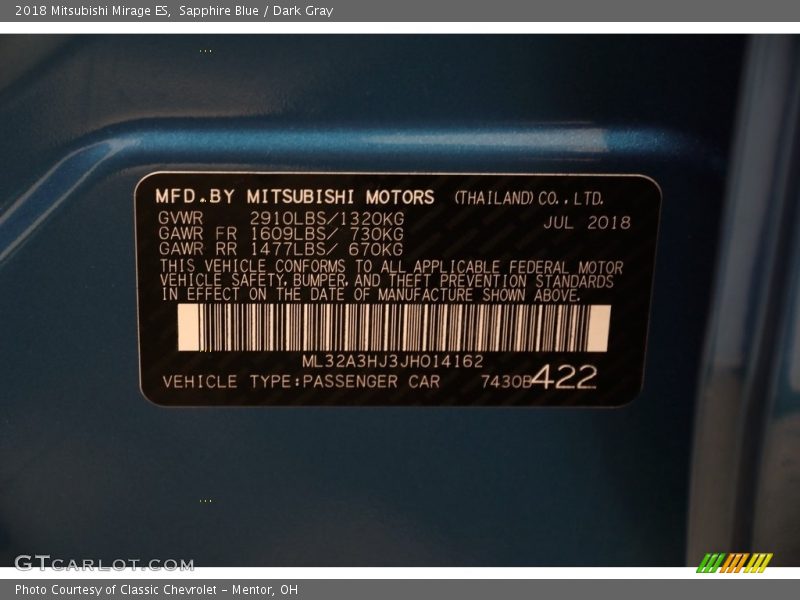 2018 Mitsubishi Mirage ES, Sapphire Blue / Dark Gray
MFD.BY MITSUBISHI MOTORS (THAILAND) CO., LTD.
GVWR 2910LBS/1320KG JUL 2018
GAWR FR 1609LBS/ 730KG
GAWR RR 1477LBS/ 670KG
THIS VEHICLE CONFORMS TO ALL APPLICABLE FEDERAL MOTOR
VEHICLE SAFETY, BUMPER, AND THEFT PREVENTION STANDARDS
IN EFFECT ON THE DATE OF MANUFACTURE SHOWN ABOVE.
ML32A3HJ3JH014162
VEHICLE TYPE:PASSENGER CAR 7430B422
GTCARLOT.COM
Photo Courtesy of Classic Chevrolet - Mentor, OH